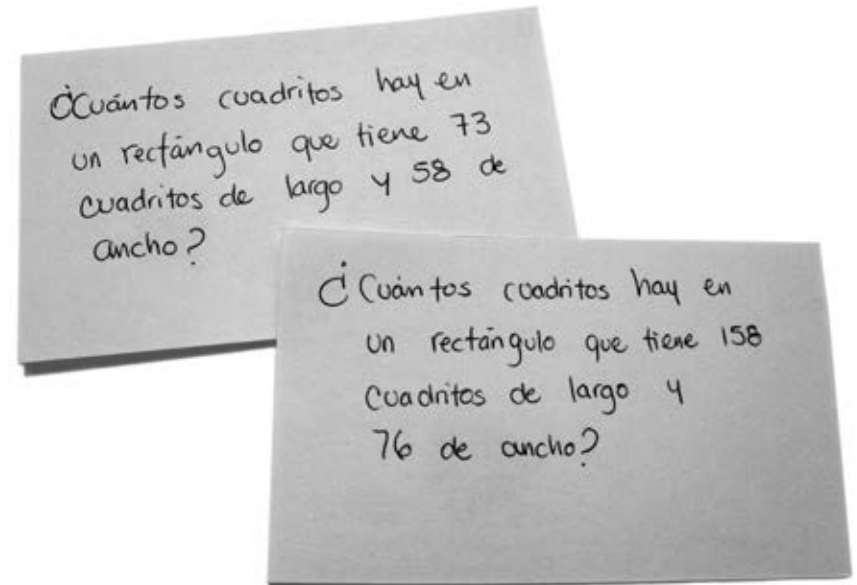 ¿Cuántos cuadritos hay en
un rectángulo que tiene 73
cuadritos de largo y 58 de
ancho?
¿Cuántos cuadritos hay en
un rectángulo que tiene 158
cuadritos de largo y
76 de ancho?